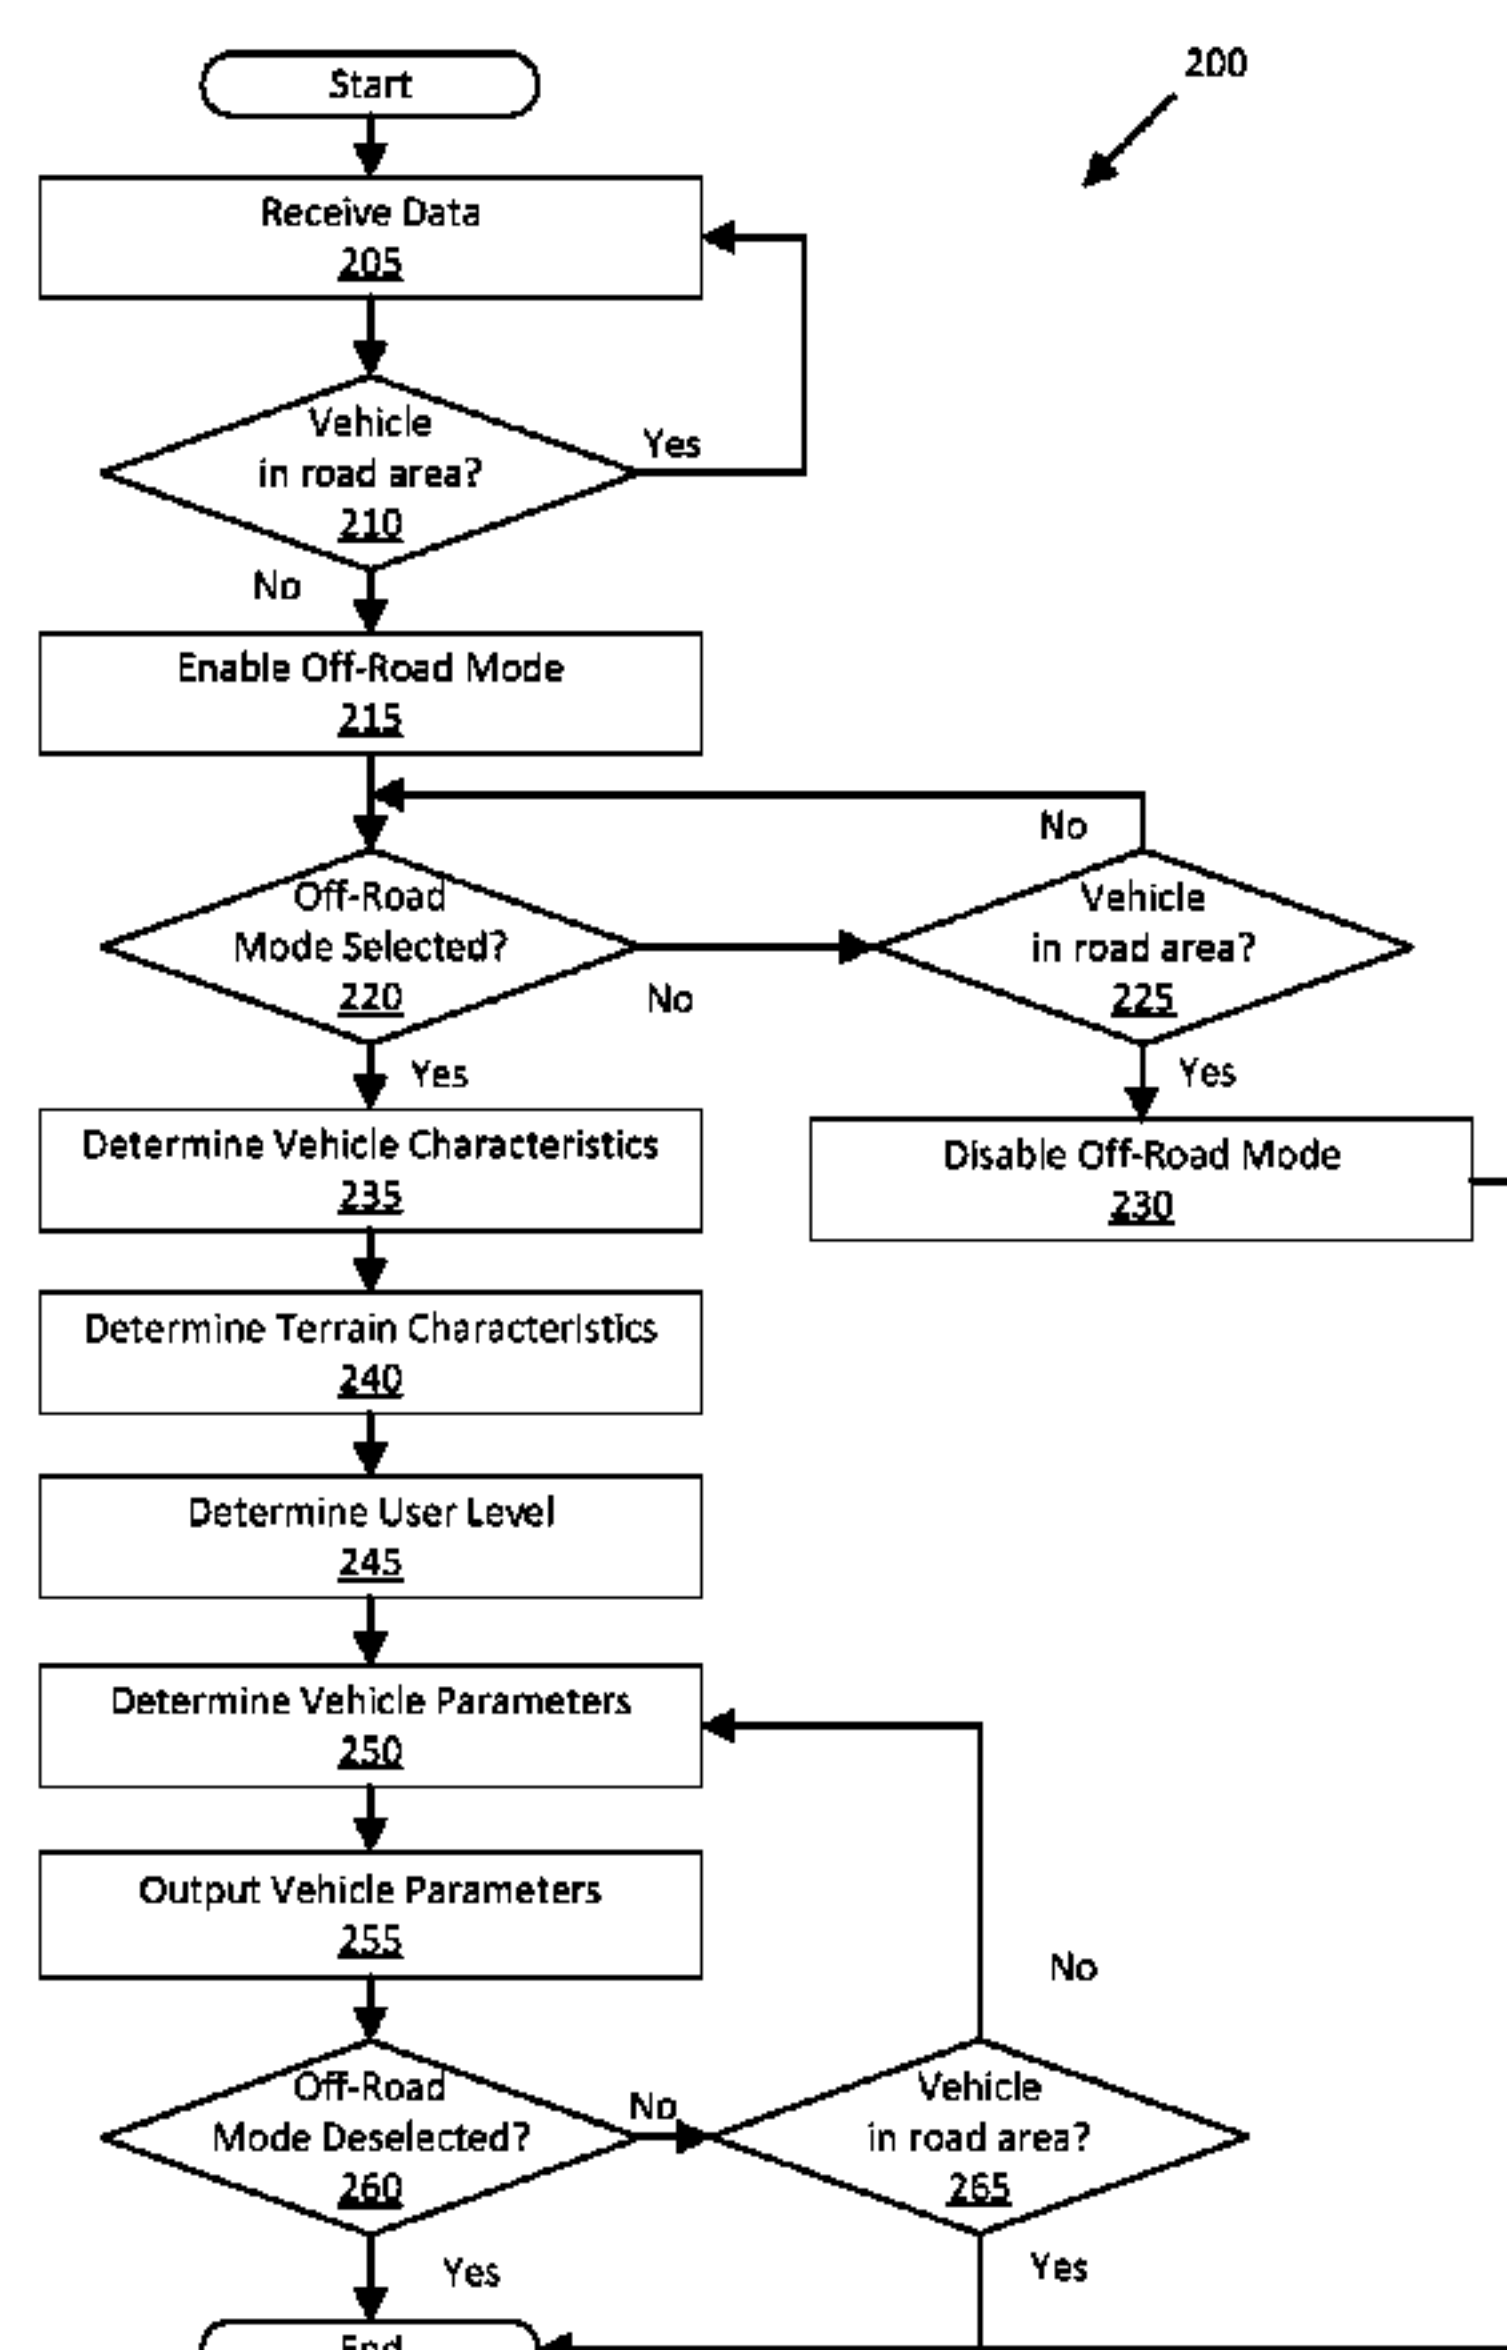 Start
200
Receive Data
205
Vehicle
in road area?
210
Yes
No
Enable Off-Road Mode
215
No
Off-Road
Mode Selected?
220
No
Vehicle
in road area?
225
Yes
Yes
Determine Vehicle Characteristics
235
Disable Off-Road Mode
230
Determine Terrain Characteristics
240
Determine User Level
245
Determine Vehicle Parameters
250
Output Vehicle Parameters
255
No
Off-Road
Mode Deselected?
260
No
Vehicle
in road area?
265
Yes
Yes
End